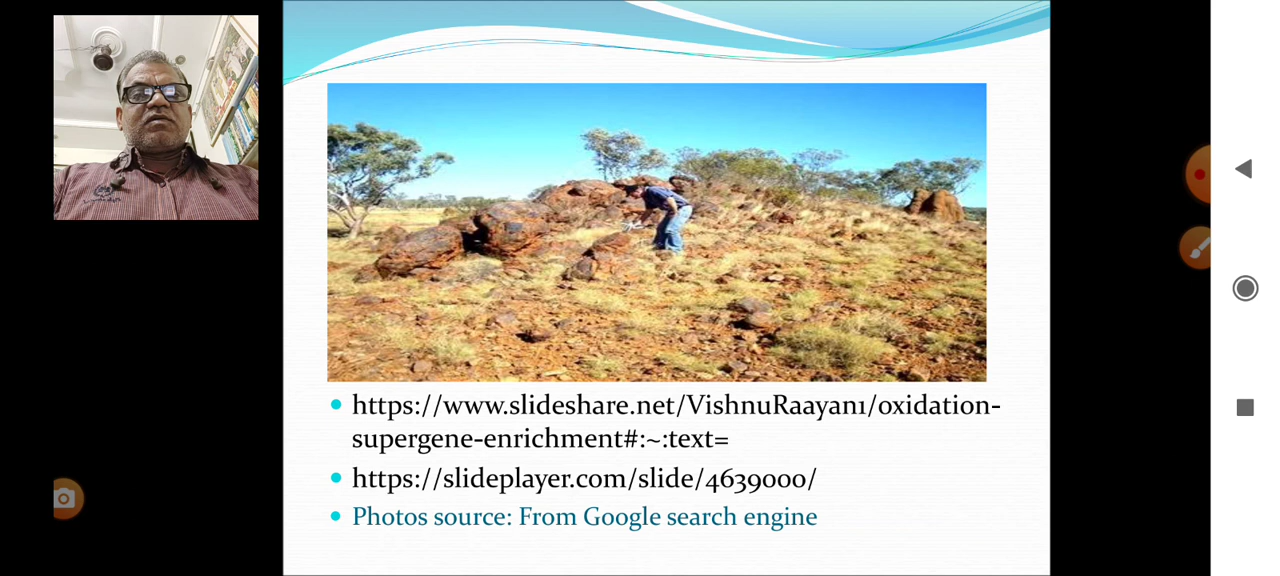 https://www.slideshare.net/VishnuRaayan1/oxidation-
supergene-enrichment#:~:text=
https://slideplayer.com/slide/4639000/
Photos source: From Google search engine